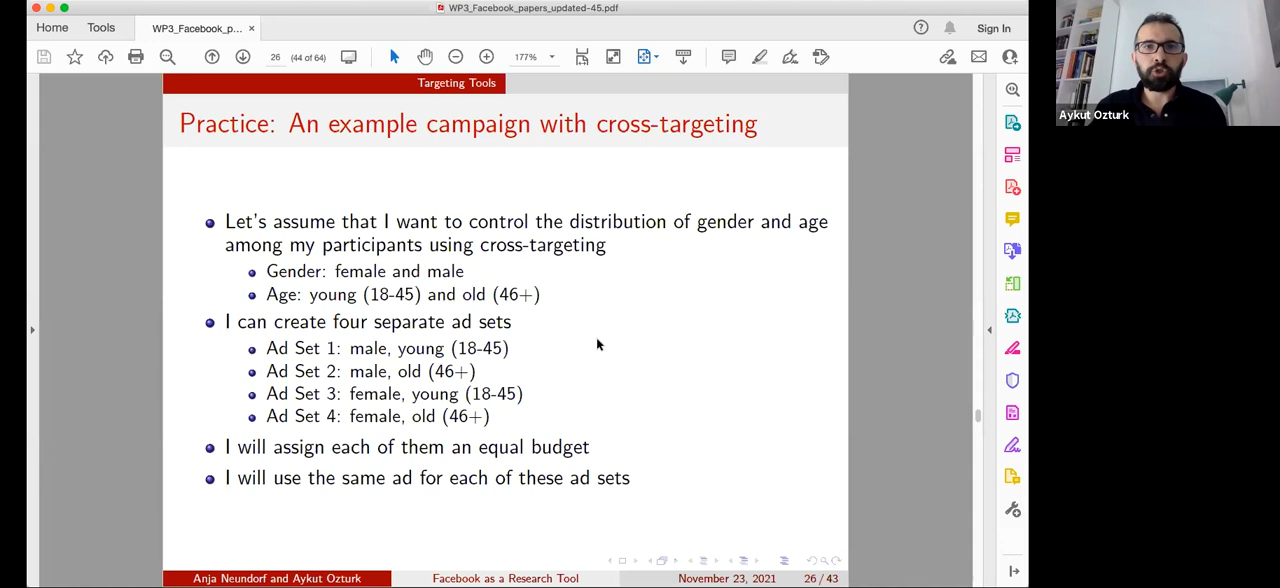 WP3_Facebook_papers_updated-45.pdf
Home Tools WP3_Facebook_p... × Sign In
26 (44 of 64) 177%
Aykut Ozturk
Targeting Tools
Practice: An example campaign with cross-targeting
Let's assume that I want to control the distribution of gender and age
among my participants using cross-targeting
Gender: female and male
Age: young (18-45) and old (46+)
I can create four separate ad sets
Ad Set 1: male, young (18-45)
Ad Set 2: male, old (46+)
Ad Set 3: female, young (18-45)
Ad Set 4: female, old (46+)
I will assign each of them an equal budget
I will use the same ad for each of these ad sets
Anja Neundorf and Aykut Ozturk Facebook as a Research Tool November 23, 2021 26 / 43